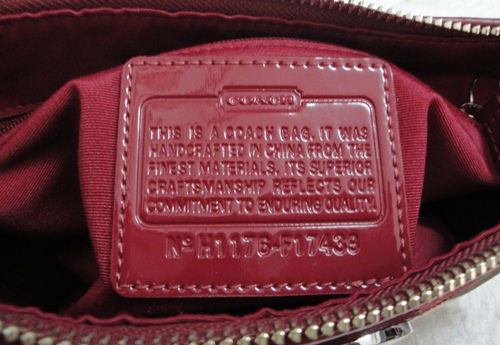 COACH
THIS IS A COACH BAG. IT WAS
HANDCRAFTED IN CHINA FROM THE
FINEST MATERIALS. ITS SUPERIOR
CRAFTSMANSHIP REFLECTS OUR
COMMITMENT TO ENDURING QUALITY.
Nº H1176-F17439